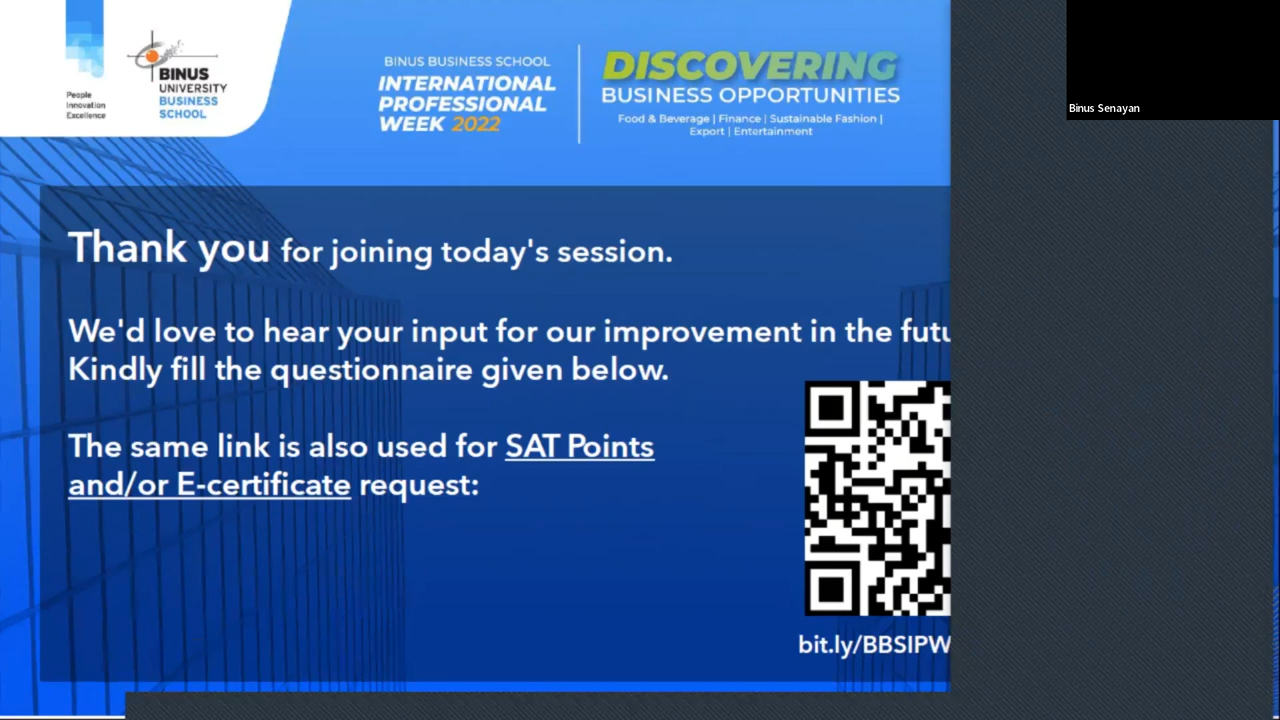 People
Innovation
Excellence
BINUS
UNIVERSITY
BUSINESS
SCHOOL
BINUS BUSINESS SCHOOL
INTERNATIONAL
PROFESSIONAL
WEEK 2022
DISCOVERING
BUSINESS OPPORTUNITIES
Food & Beverage | Finance | Sustainable Fashion |
Export | Entertainment
Binus Senayan
Thank you for joining today's session.
We'd love to hear your input for our improvement in the futu
Kindly fill the questionnaire given below.
The same link is also used for SAT Points
and/or E-certificate request:
bit.ly/BBSIPW